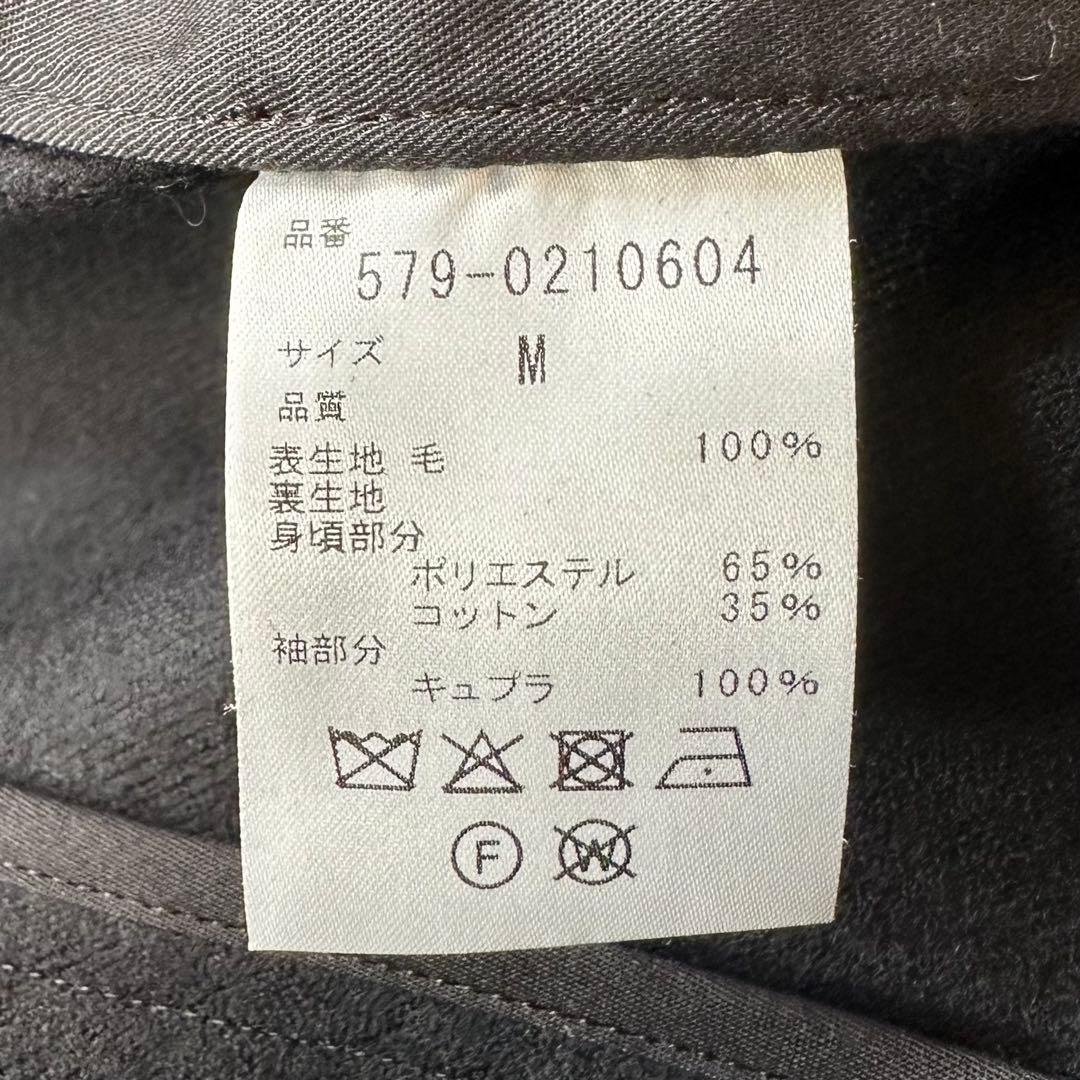 品番
579-0210604
サイズ M
品質
表生地 毛 100%
裏生地
身頃部分
ポリエステル 65%
コットン 35%
袖部分
キュプラ 100%
F W